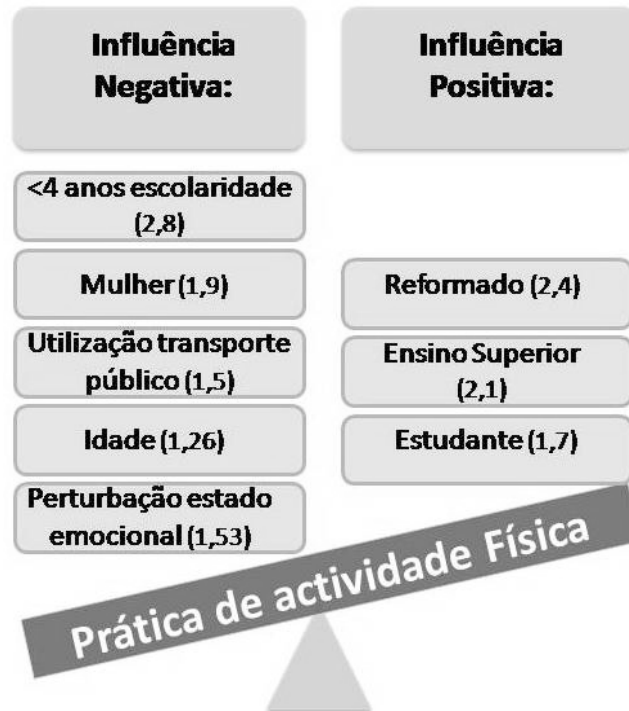 Influência
Negativa:
<4 anos escolaridade
(2,8)
Mulher (1,9)
Utilização transporte
público (1,5)
Idade (1,26)
Perturbação estado
emocional (1,53)
Influência
Positiva:
Reformado (2,4)
Ensino Superior
(2,1)
Estudante (1,7)
Prática de actividade Física